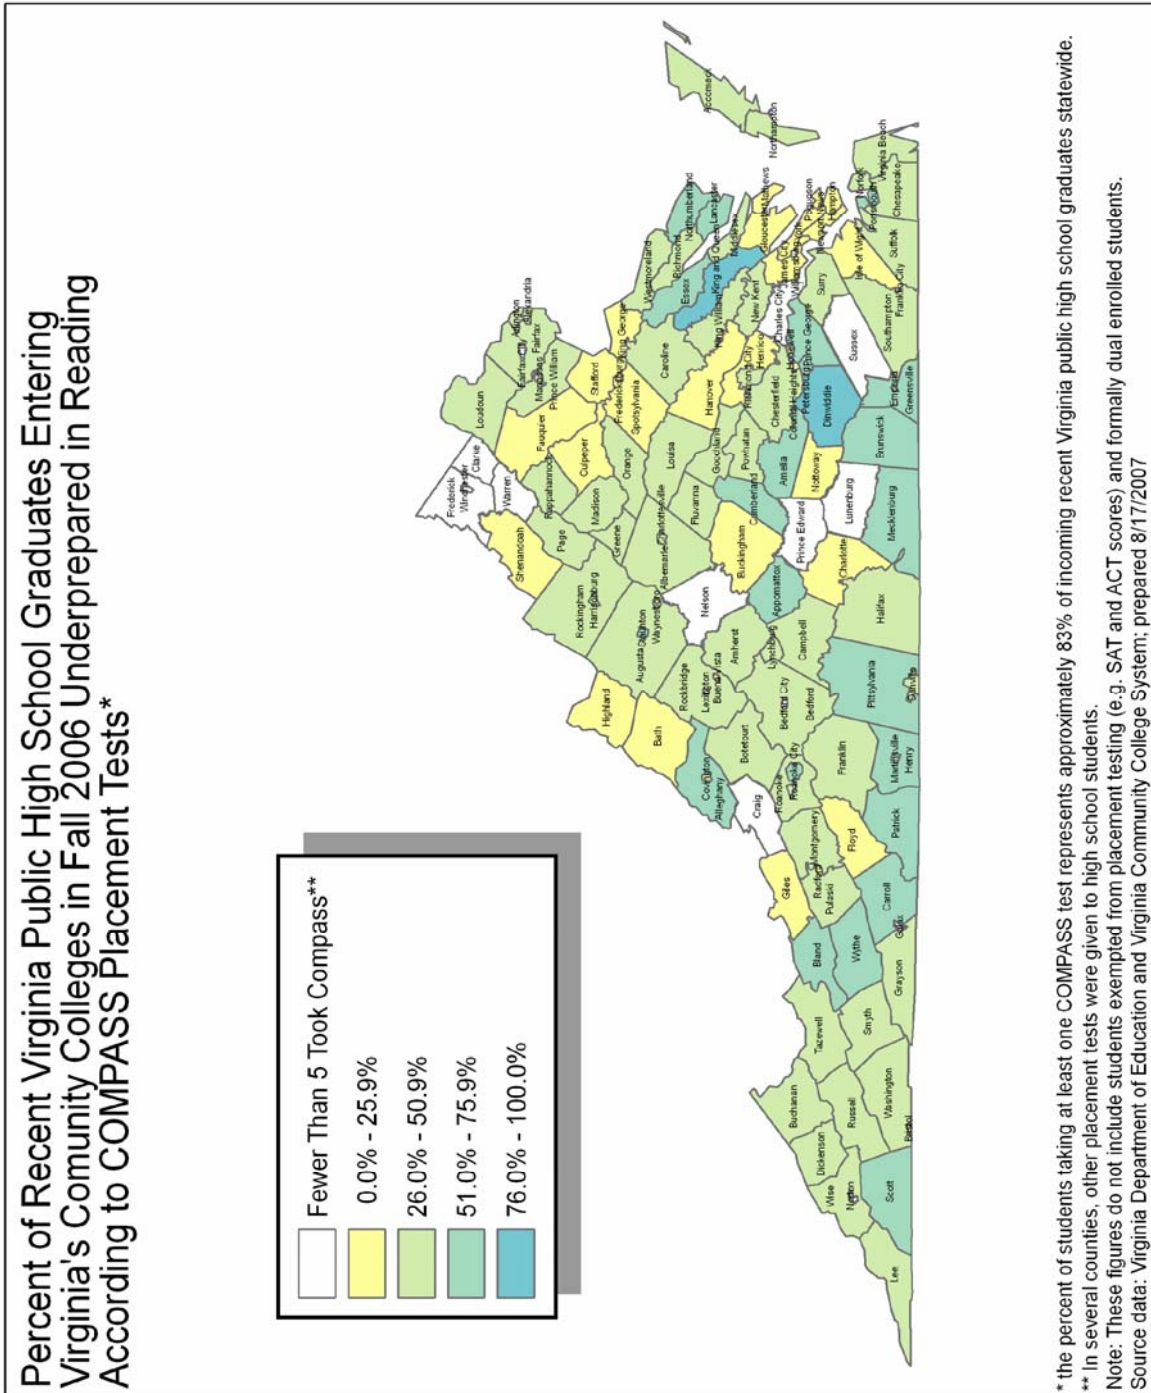 Percent of Recent Virginia Public High School Graduates Entering
Virginia's Comunity Colleges in Fall 2006 Underprepared in Reading
According to COMPASS Placement Tests*
Fewer Than 5 Took Compass**
0.0% - 25.9%
26.0% - 50.9%
51.0% - 75.9%
76.0% - 100.0%
Frederick
Winchester
Clarke
Warren
Loudoun
Shenandoah
Fauquier
Fairfax City
Fairfax
Arlington
Alexandria
Manassas
Prince William
Rappahannock
Page
Culpeper
Stafford
Rockingham
Harrisonburg
Madison
Greene
Orange
Spotsylvania
King George
Westmoreland
Highland
Augusta
Staunton
Waynesboro
Albemarle
Charlottesville
Louisa
Caroline
Essex
Richmond
Northumberland
Lancaster
Accomack
Northampton
Bath
Rockbridge
Lexington
Buena Vista
Nelson
Fluvanna
Goochland
Hanover
King William
King and Queen
Middlesex
Mathews
Gloucester
Covington
Alleghany
Botetourt
Amherst
Buckingham
Cumberland
Powhatan
Henrico
New Kent
Charles City
James City
Williamsburg
Craig
Roanoke
Roanoke City
Bedford City
Bedford
Lynchburg
Campbell
Appomattox
Prince Edward
Amelia
Chesterfield
Colonial Heights
Petersburg
Hopewell
Prince George
Surry
Newport News
Poquoson
Hampton
Giles
Montgomery
Radford
Pulaski
Floyd
Franklin
Charlotte
Nottoway
Lunenburg
Dinwiddie
Sussex
Isle of Wight
Norfolk
Portsmouth
Virginia Beach
Chesapeake
Suffolk
Buchanan
Dickenson
Wise
Norton
Tazewell
Bland
Wythe
Russell
Smyth
Lee
Scott
Washington
Bristol
Grayson
Galax
Carroll
Patrick
Martinsville
Henry
Pittsylvania
Danville
Halifax
Mecklenburg
Brunswick
Emporia
Greensville
Southampton
Franklin City
* the percent of students taking at least one COMPASS test represents approximately 83% of incoming recent Virginia public high school graduates statewide.
** In several counties, other placement tests were given to high school students.
Note: These figures do not include students exempted from placement testing (e.g. SAT and ACT scores) and formally dual enrolled students.
Source data: Virginia Department of Education and Virginia Community College System; prepared 8/17/2007